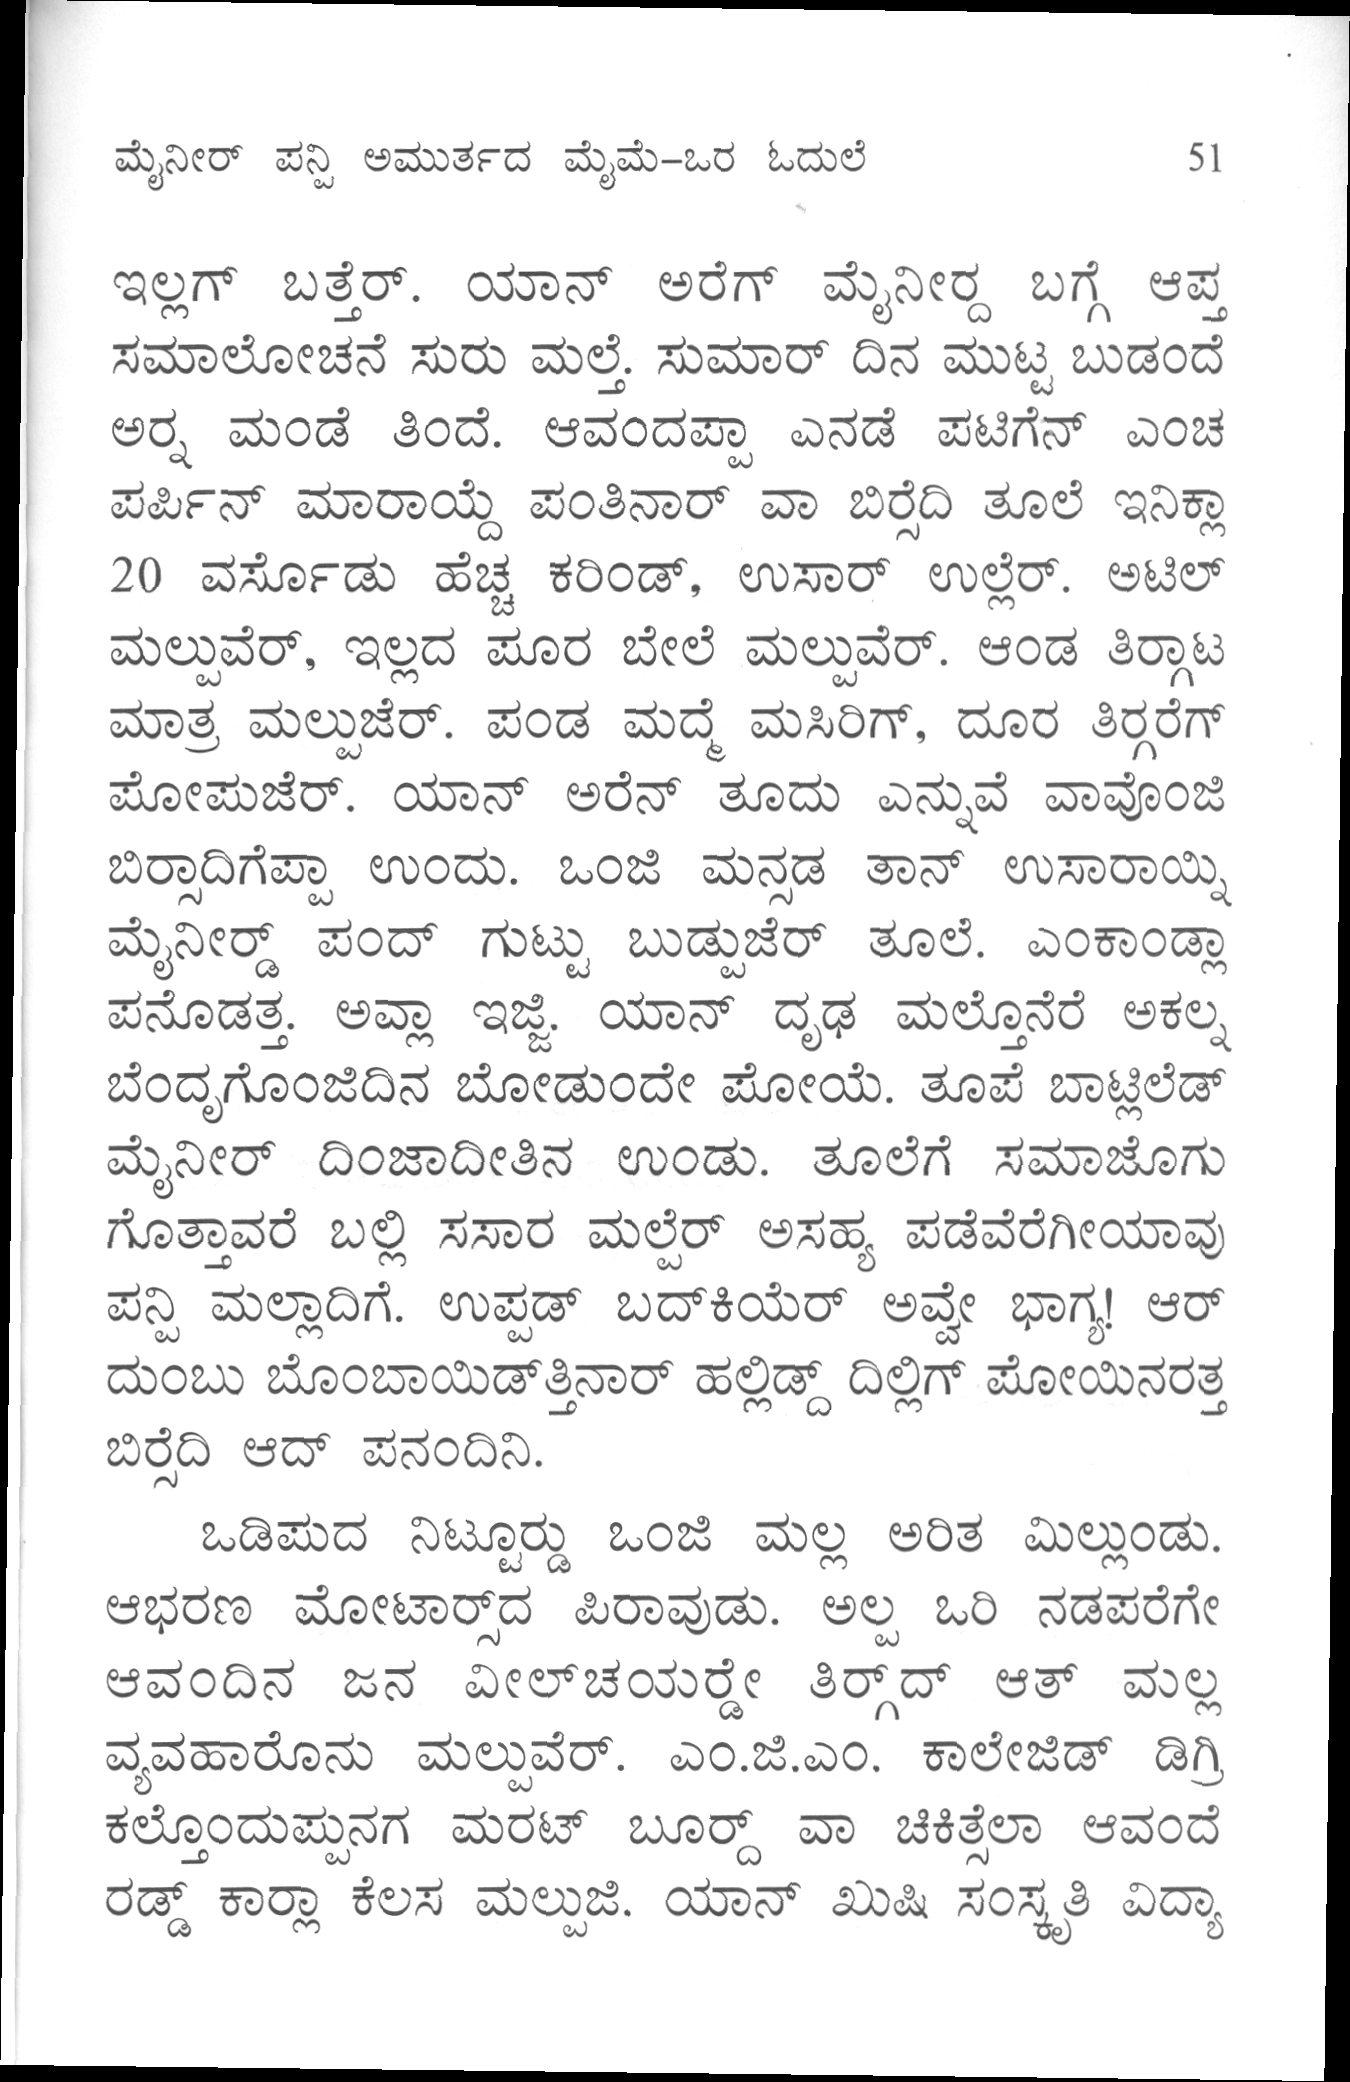 ಮೈನೀರ್ ಪನ್ಪಿ ಅಮುರ್ತದ ಮೈಮೆ–ಒರ ಓದುಲೆ 51
ಇಲ್ಲಗ್ ಬತ್ತೆರ್. ಯಾನ್ ಅರೆಗ್ ಮೈನೀರ‍್ದ ಬಗ್ಗೆ ಆಪ್ತ
ಸಮಾಲೋಚನೆ ಸುರು ಮಲ್ತೆ. ಸುಮಾರ್ ದಿನ ಮುಟ್ಟ ಬುಡಂದೆ
ಅರ‍್ನ ಮಂಡೆ ತಿಂದೆ. ಆವಂದಪ್ಪಾ ಎನಡೆ ಪಟಿಗೆನ್ ಎಂಚ
ಪರ್ಪಿನ್ ಮಾರಾಯ್ದೆ ಪಂತಿನಾರ್ ವಾ ಬಿರ‍್ಸೆದಿ ತೂಲೆ ಇನಿಕ್ಲಾ
20 ವರ್ಸೊಡು ಹೆಚ್ಚ ಕರಿಂಡ್, ಉಸಾರ್ ಉಲ್ಲೆರ್. ಅಟಿಲ್
ಮಲ್ಪುವೆರ್, ಇಲ್ಲದ ಪೂರ ಬೇಲೆ ಮಲ್ಪುವೆರ್. ಆಂಡ ತಿರ‍್ಗಾಟ
ಮಾತ್ರ ಮಲ್ಪುಜೆರ್. ಪಂಡ ಮದ್ಮೆ ಮಸಿರಿಗ್, ದೂರ ತಿರ‍್ಗರೆಗ್
ಪೋಪುಜೆರ್. ಯಾನ್ ಅರೆನ್ ತೂದು ಎನ್ನುವೆ ವಾವೊಂಜಿ
ಬಿರ‍್ಸಾದಿಗೆಪ್ಪಾ ಉಂದು. ಒಂಜಿ ಮನ್ಸಡ ತಾನ್ ಉಸಾರಾಯ್ನಿ
ಮೈನೀರ‍್ಡ್ ಪಂದ್ ಗುಟ್ಟು ಬುಡ್ಪುಜೆರ್ ತೂಲೆ. ಎಂಕಾಂಡ್ಲಾ
ಪನೊಡತ್ತ. ಅವ್ಲಾ ಇಜ್ಜಿ. ಯಾನ್ ದೃಢ ಮಲ್ತೊನೆರೆ ಅಕಲ್ನ
ಬೆಂದೃಗೊಂಜಿದಿನ ಬೋಡುಂದೇ ಪೋಯೆ. ತೂಪೆ ಬಾಟ್ಲಿಲೆಡ್
ಮೈನೀರ್ ದಿಂಜಾದೀತಿನ ಉಂಡು. ತೂಲೆಗೆ ಸಮಾಜೊಗು
ಗೊತ್ತಾವರೆ ಬಲ್ಲಿ ಸಸಾರ ಮಲ್ಪೆರ್ ಅಸಹ್ಯ ಪಡೆವೆರೆಗೀಯಾವು
ಪನ್ಪಿ ಮಲ್ಲಾದಿಗೆ. ಉಪ್ಪಡ್ ಬದ್‌ಕಿಯೆರ್ ಅವ್ವೇ ಭಾಗ್ಯ! ಆರ್
ದುಂಬು ಬೊಂಬಾಯಿಡ್‌ತ್ತಿನಾರ್ ಹಲ್ಲಿಡ್ದ್ ದಿಲ್ಲಿಗ್ ಪೋಯಿನರತ್ತ
ಬಿರ‍್ಸೆದಿ ಆದ್ ಪನಂದಿನಿ.
ಒಡಿಪುದ ನಿಟ್ಟೂರ‍್ಡು ಒಂಜಿ ಮಲ್ಲ ಅರಿತ ಮಿಲ್ಲುಂಡು.
ಆಭರಣ ಮೋಟಾರ‍್ಸ್‌ದ ಪಿರಾವುಡು. ಅಲ್ಪ ಒರಿ ನಡಪರೆಗೇ
ಆವಂದಿನ ಜನ ವೀಲ್‌ಚಯರ‍್ಡೇ ತಿರ‍್ಗ್‌ದ್ ಆತ್ ಮಲ್ಲ
ವ್ಯವಹಾರೊನು ಮಲ್ಪುವೆರ್. ಎಂ.ಜಿ.ಎಂ. ಕಾಲೇಜಿಡ್ ಡಿಗ್ರಿ
ಕಲ್ತೊಂದುಪ್ಪುನಗ ಮರಟ್ ಬೂರ‍್ದ್ ವಾ ಚಿಕಿತ್ಸೆಲಾ ಆವಂದೆ
ರಡ್ಡ್ ಕಾರ‍್ಲಾ ಕೆಲಸ ಮಲ್ಪುಜಿ. ಯಾನ್ ಖುಷಿ ಸಂಸ್ಕೃತಿ ವಿದ್ಯಾ